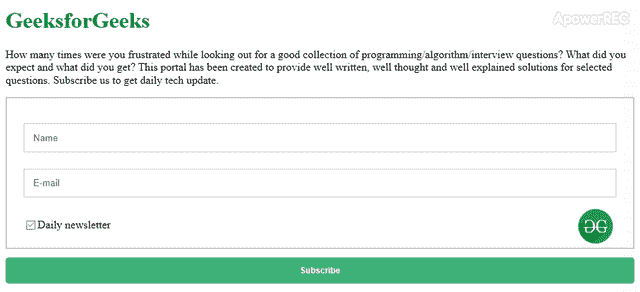 ApowerREC
GeeksforGeeks
How many times were you frustrated while looking out for a good collection of programming/algorithm/interview questions? What did you
expect and what did you get? This portal has been created to provide well written, well thought and well explained solutions for selected
questions. Subscribe us to get daily tech update.
Name
E-mail
Daily newsletter
GG
Subscribe